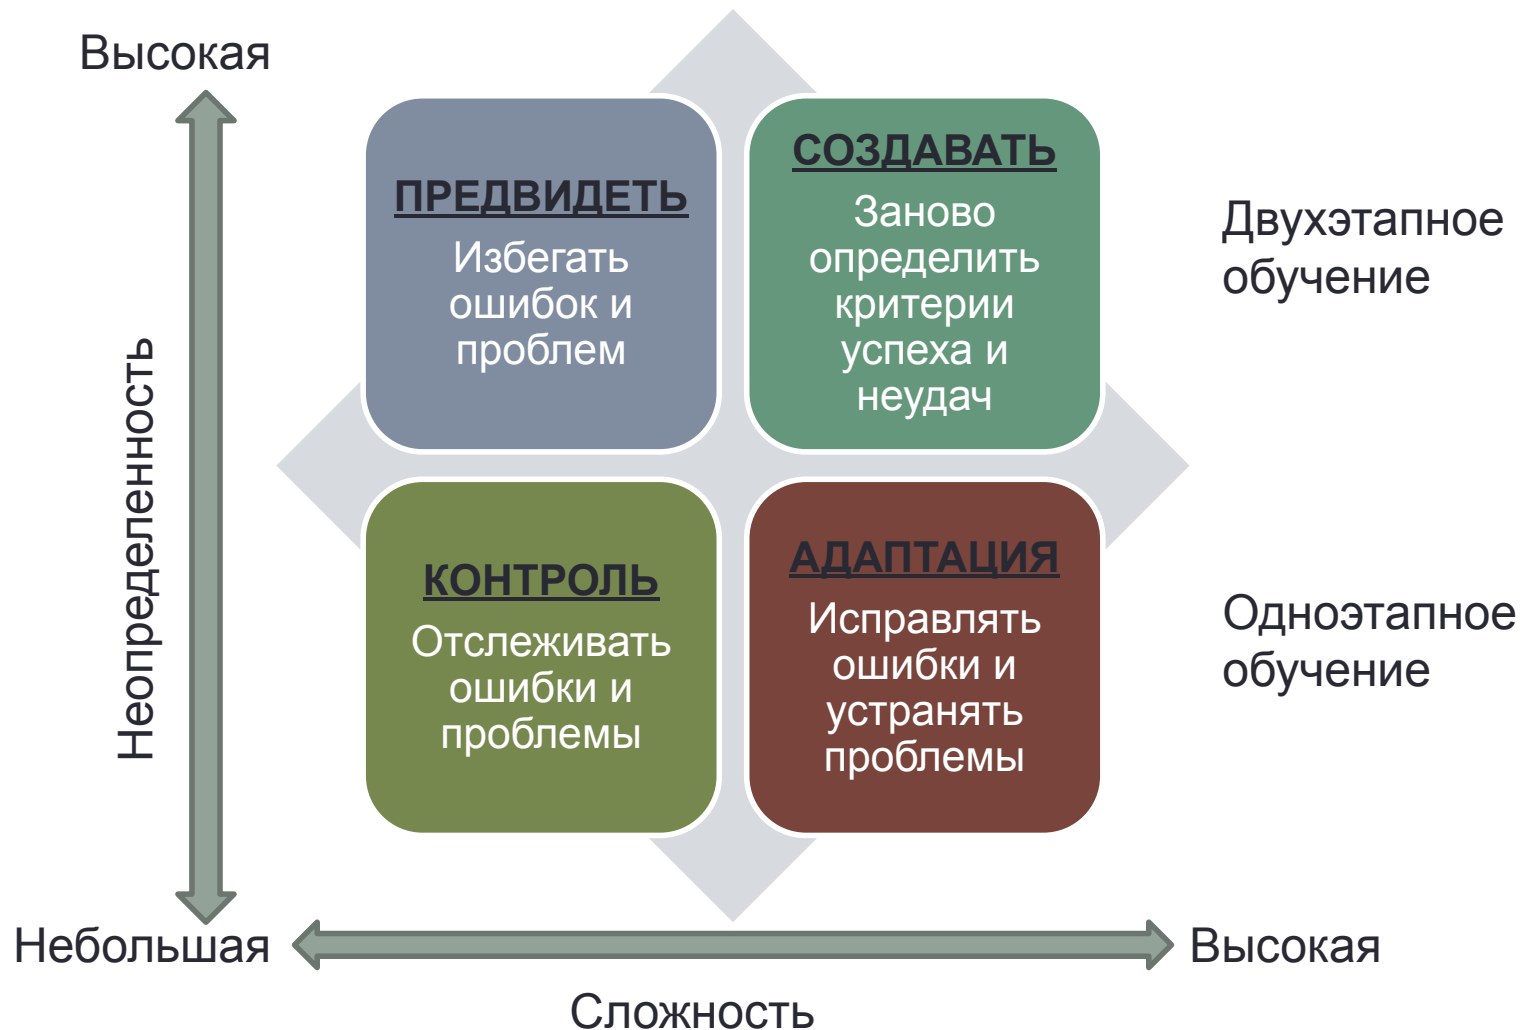 Высокая
ПРЕДВИДЕТЬ
Избегать
ошибок и
проблем
СОЗДАВАТЬ
Заново
определить
критерии
успеха и
неудач
Двухэтапное
обучение
Неопределенность
КОНТРОЛЬ
Отслеживать
ошибки и
проблемы
АДАПТАЦИЯ
Исправлять
ошибки и
устранять
проблемы
Одноэтапное
обучение
Небольшая
Высокая
Сложность